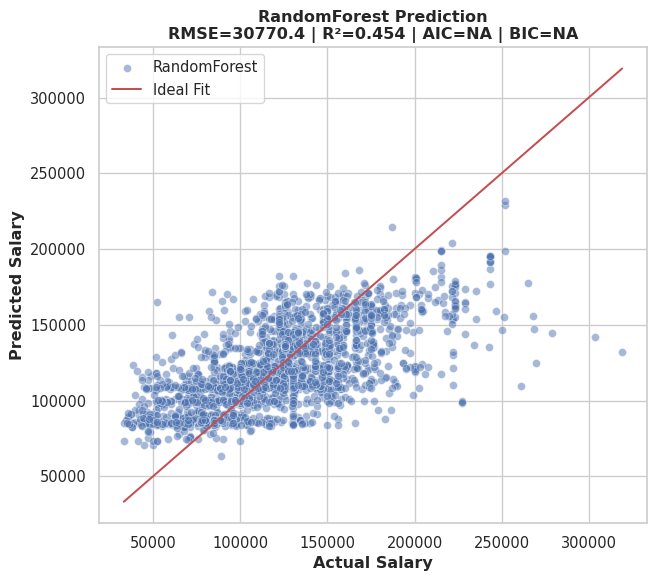 RandomForest Prediction
RMSE=30770.4 | R²=0.454 | AIC=NA | BIC=NA
RandomForest
Ideal Fit
300000
250000
200000
150000
100000
50000
Predicted Salary
50000 100000 150000 200000 250000 300000
Actual Salary